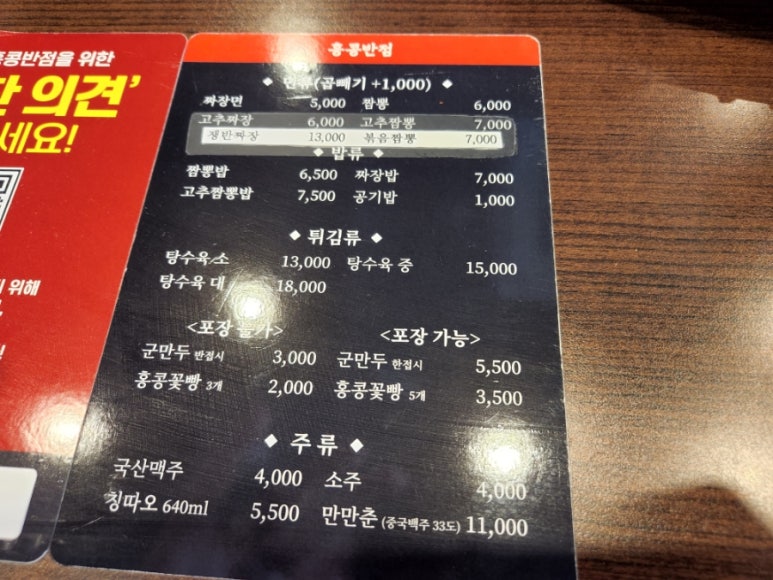 홍콩반점을 위한
한 의견'
세요!
위해
홍콩반점
◆ 면류(곱빼기 +1,000) ◆
짜장면 5,000 짬뽕 6,000
고추짜장 6,000 고추짬뽕 7,000
쟁반짜장 13,000 볶음짬뽕 7,000
◆ 밥류 ◆
짬뽕밥 6,500 짜장밥 7,000
고추짬뽕밥 7,500 공기밥 1,000
◆ 튀김류 ◆
탕수육 소 13,000 탕수육 중 15,000
탕수육 대 18,000
<포장 불가> <포장 가능>
군만두 반접시 3,000 군만두 한접시 5,500
홍콩꽃빵 3개 2,000 홍콩꽃빵 5개 3,500
◆ 주류 ◆
국산맥주 4,000 소주 4,000
칭따오 640ml 5,500 만만춘 (중국백주 33도) 11,000